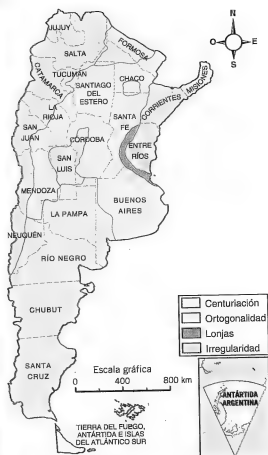 N
O E
S
JUJUY
SALTA
FORMOSA
CATAMARCA
TUCUMÁN
CHACO
SANTIAGO
DEL
ESTERO
MISIONES
CORRIENTES
LA
RIOJA
SANTA
FÉ
SAN
JUAN
CÓRDOBA
ENTRE
RÍOS
SAN
LUIS
MENDOZA
BUENOS
AIRES
LA PAMPA
NEUQUÉN
RÍO NEGRO
CHUBUT
SANTA
CRUZ
Centuriación
Ortogonalidad
Lonjas
Irregularidad
Escala gráfica
0 400 800 km
TIERRA DEL FUEGO,
ANTÁRTIDA E ISLAS
DEL ATLÁNTICO SUR
ANTÁRTIDA
ARGENTINA